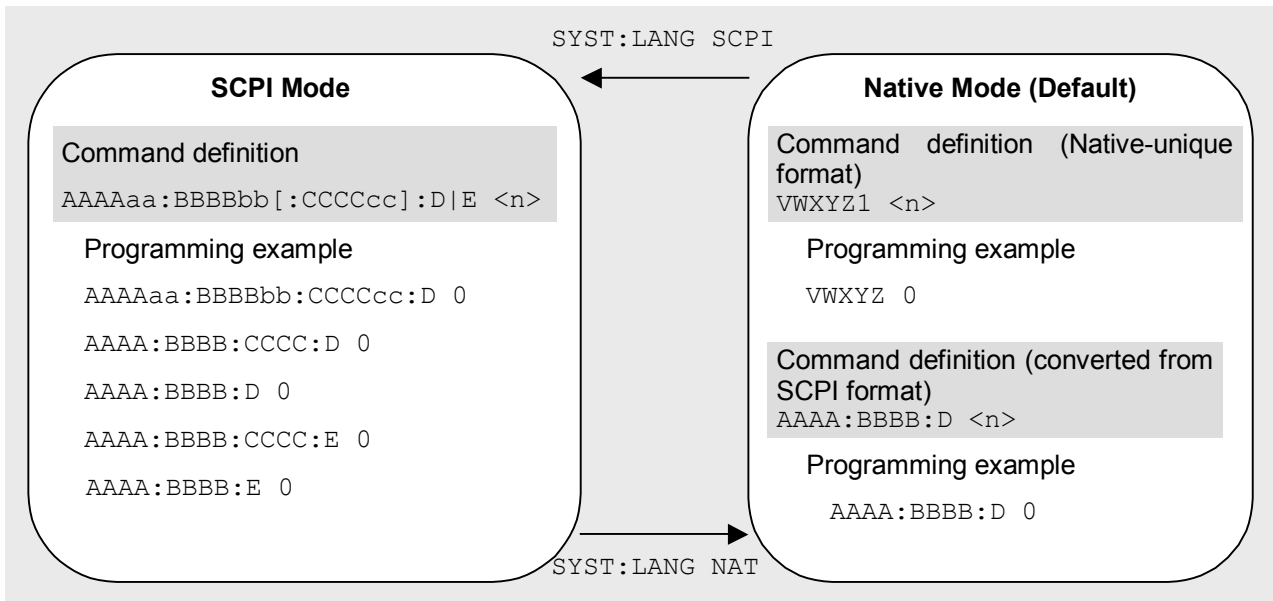 SYST:LANG SCPI
SCPI Mode
Command definition
AAAAaa:BBBBbb[:CCCCcc]:D|E <n>
Programming example
AAAAaa:BBBBbb:CCCCcc:D 0
AAAA:BBBB:CCCC:D 0
AAAA:BBBB:D 0
AAAA:BBBB:CCCC:E 0
AAAA:BBBB:E 0
Native Mode (Default)
Command definition (Native-unique
format)
VWXYZ1 <n>
Programming example
VWXYZ 0
Command definition (converted from
SCPI format)
AAAA:BBBB:D <n>
Programming example
AAAA:BBBB:D 0
SYST:LANG NAT